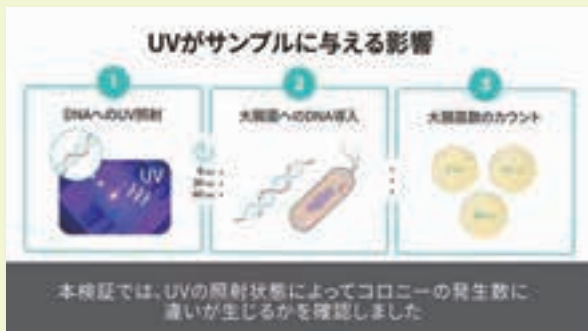 UVがサンプルに与える影響
1
DNAへのUV照射
UV
2
大腸菌へのDNA導入
3
大腸菌数のカウント
本検証では、UVの照射状態によってコロニーの発生数に
違いが生じるかを確認しました